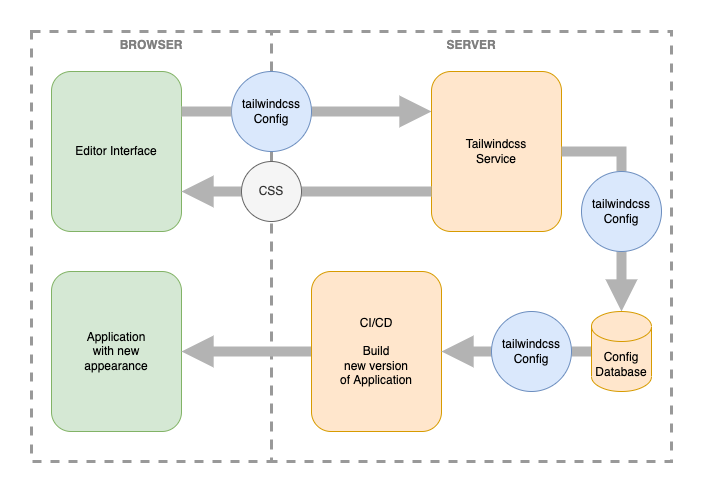 BROWSER
SERVER
Editor Interface
tailwindcss
Config
Tailwindcss
Service
CSS
tailwindcss
Config
Application
with new
appearance
CI/CD
Build
new version
of Application
tailwindcss
Config
Config
Database